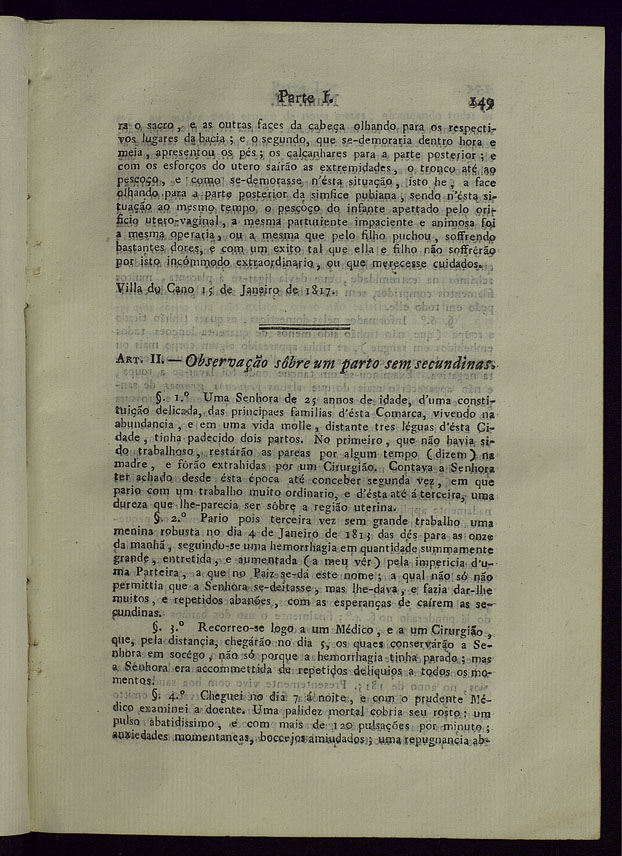 Parte I. 149
ra o sacro, e as outras faces da cabeça olhando para os respecti-
vos lugares da bacia; e o segundo, que se-demoraria dentro hora e
meia, apresentou os pés; os calcanhares para a parte posterior; e
com os esforços do utero saírão as extremidades, o tronco até ao
pescoço, e como se-demorasse n'ésta situação, isto he, a face
olhando para a parte posterior da simfice pubiana, sendo n'ésta si-
tuação ao mesmo tempo o pescoço do infante apertado pelo ori-
ficio utero-vaginal, a mesma parturiente impaciente e animosa foi
a mesma operaria, ou a mesma que pelo filho puchou, soffrendo
bastantes dores, e com um exito tal que ella e filho não soffrêrão
por isto incómmodo extraordinario, ou que merecesse cuidados.
Villa do Cano 15 de Janeiro de 1817.
ART. II. — Observação sôbre um parto sem secundinas.
§. 1.º Uma Senhora de 25 annos de idade, d'uma consti-
tuição delicada, das principaes familias d'ésta Comarca, vivendo na
abundancia, e em uma vida molle, distante tres léguas d'ésta Ci-
dade, tinha padecido dois partos. No primeiro, que não havia si-
do trabalhoso, restárão as pareas por algum tempo (dizem) na
madre, e fôrão extrahidas por um Cirurgião. Contava a Senhora
ter achado desde ésta época até conceber segunda vez, em que
pario com um trabalho muito ordinario, e d'ésta até á terceira, uma
dureza que lhe-parecia ser sôbre a região uterina.
§. 2.º Pario pois terceira vez sem grande trabalho uma
menina robusta no dia 4 de Janeiro de 1813 das dés para as onze
da manhã, seguindo-se uma hemorrhagia em quantidade summamente
grande, entretida, e aumentada (a meu vêr) pela impericia d'u-
ma Parteira, a que no Paiz se-dá este nome; a qual não só não
permittia que a Senhora se-deitasse, mas lhe-dava, e fazia dar-lhe
muitos, e repetidos abanões, com as esperanças de caírem as se-
cundinas.
§. 3.º Recorreo-se logo a um Médico, e a um Cirurgião,
que, pela distancia, chegárão no dia 5, os quaes conservárão a Se-
nhora em socêgo, não só porque a hemorrhagia tinha parado; mas
a Senhora era accommettida de repetidos deliquios a todos os mo-
mentos.
§. 4.º Cheguei no dia 7 á noite, e com o prudente Mé-
dico examinei a doente. Uma palidez mortal cobria seu rosto: um
pulso abatidissimo, e com mais de 120 pulsações por minuto;
anxiedades momentaneas, boccejos amiudados; uma repugnancia ab-